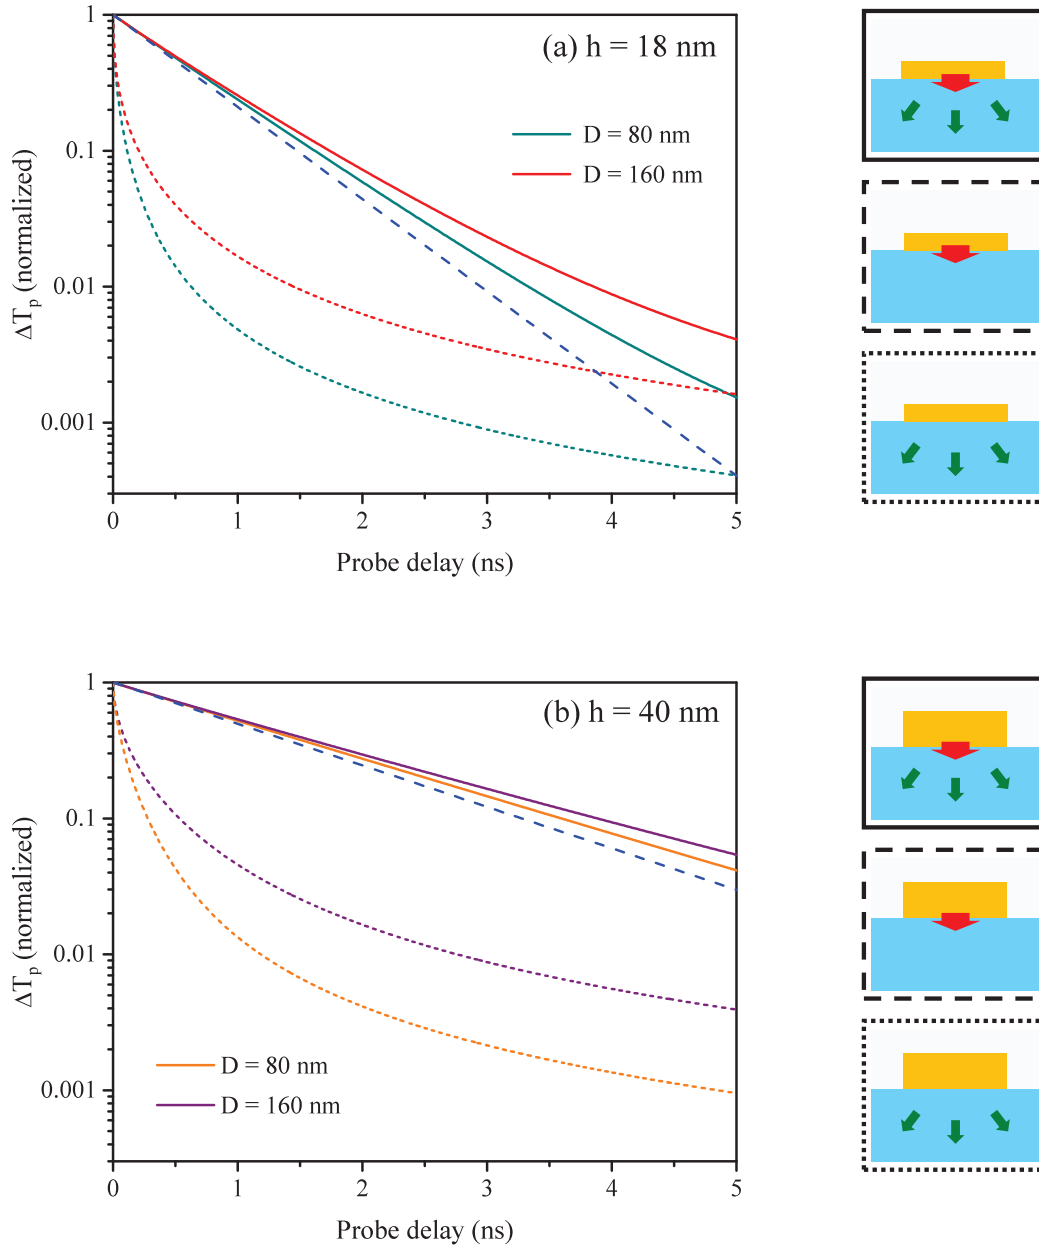 (a) h = 18 nm
1
0.1
0.01
0.001
ΔTₚ (normalized)
D = 80 nm
D = 160 nm
0 1 2 3 4 5
Probe delay (ns)
(b) h = 40 nm
1
0.1
0.01
0.001
ΔTₚ (normalized)
D = 80 nm
D = 160 nm
0 1 2 3 4 5
Probe delay (ns)